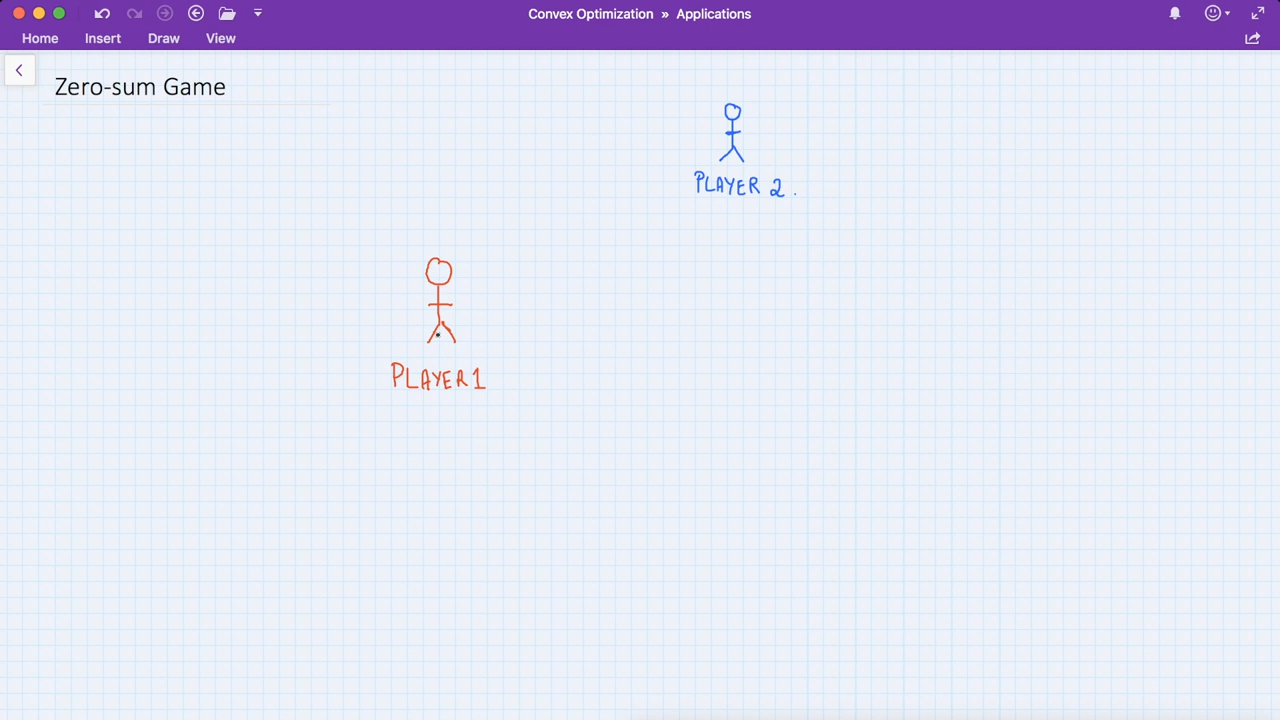 Convex Optimization » Applications
Home Insert Draw View
Zero-sum Game
PLAYER 2.
PLAYER 1